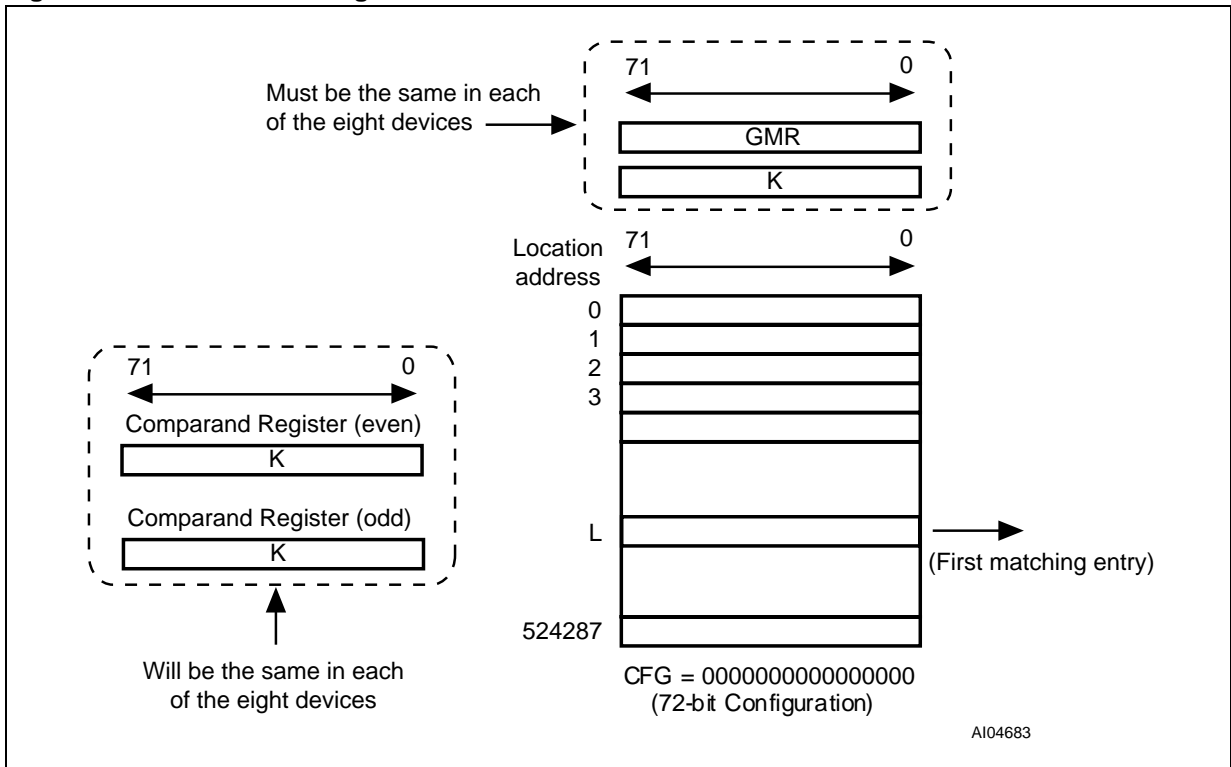 71 0
Must be the same in each
of the eight devices
GMR
K
Location
address
71 0
0
1
2
3
L
(First matching entry)
524287
CFG = 0000000000000000
(72-bit Configuration)
71 0
Comparand Register (even)
K
Comparand Register (odd)
K
Will be the same in each
of the eight devices
AI04683